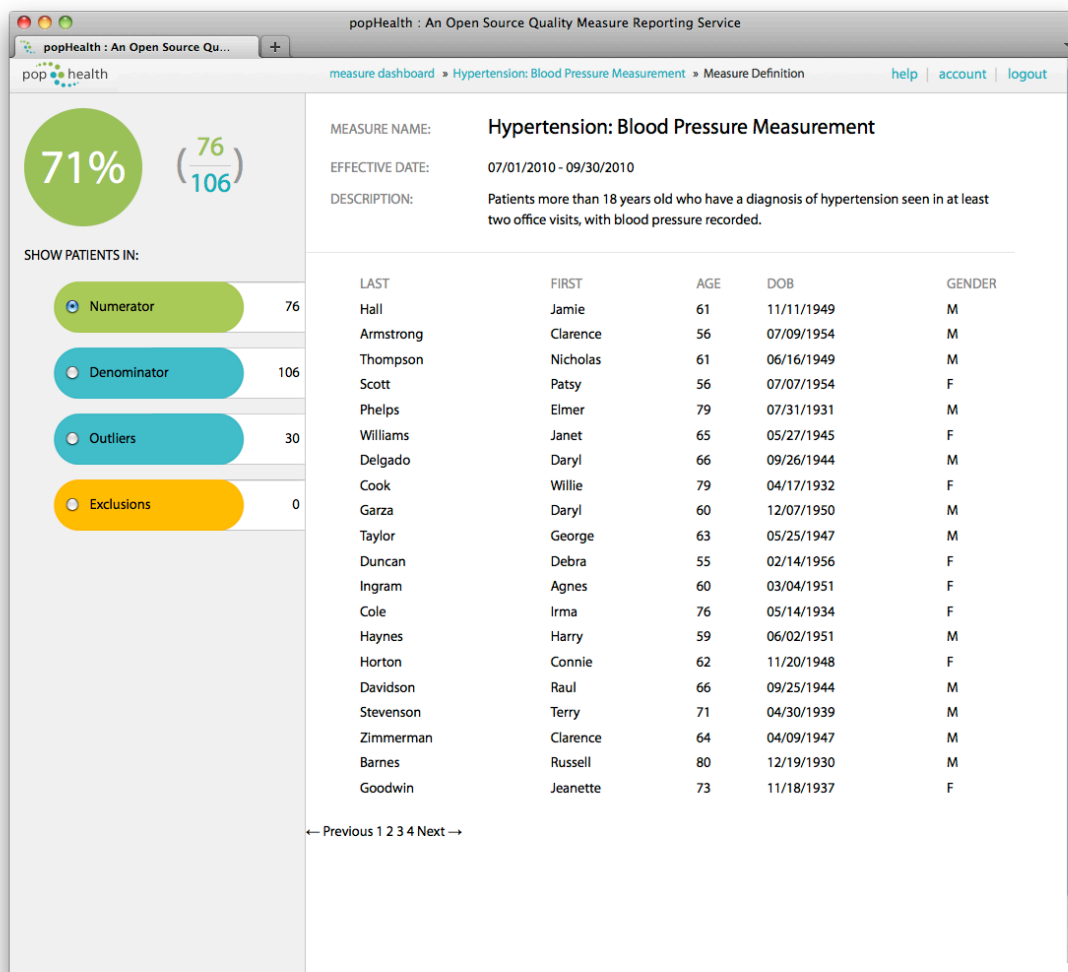 popHealth : An Open Source Quality Measure Reporting Service
popHealth : An Open Source Qu... +
pop health measure dashboard » Hypertension: Blood Pressure Measurement » Measure Definition help | account | logout
71% (76/106)
SHOW PATIENTS IN:
Numerator 76
Denominator 106
Outliers 30
Exclusions 0
MEASURE NAME: Hypertension: Blood Pressure Measurement
EFFECTIVE DATE: 07/01/2010 - 09/30/2010
DESCRIPTION: Patients more than 18 years old who have a diagnosis of hypertension seen in at least
two office visits, with blood pressure recorded.
LAST FIRST AGE DOB GENDER
Hall Jamie 61 11/11/1949 M
Armstrong Clarence 56 07/09/1954 M
Thompson Nicholas 61 06/16/1949 M
Scott Patsy 56 07/07/1954 F
Phelps Elmer 79 07/31/1931 M
Williams Janet 65 05/27/1945 F
Delgado Daryl 66 09/26/1944 M
Cook Willie 79 04/17/1932 F
Garza Daryl 60 12/07/1950 M
Taylor George 63 05/25/1947 M
Duncan Debra 55 02/14/1956 F
Ingram Agnes 60 03/04/1951 F
Cole Irma 76 05/14/1934 F
Haynes Harry 59 06/02/1951 M
Horton Connie 62 11/20/1948 F
Davidson Raul 66 09/25/1944 M
Stevenson Terry 71 04/30/1939 M
Zimmerman Clarence 64 04/09/1947 M
Barnes Russell 80 12/19/1930 M
Goodwin Jeanette 73 11/18/1937 F
← Previous 1 2 3 4 Next →